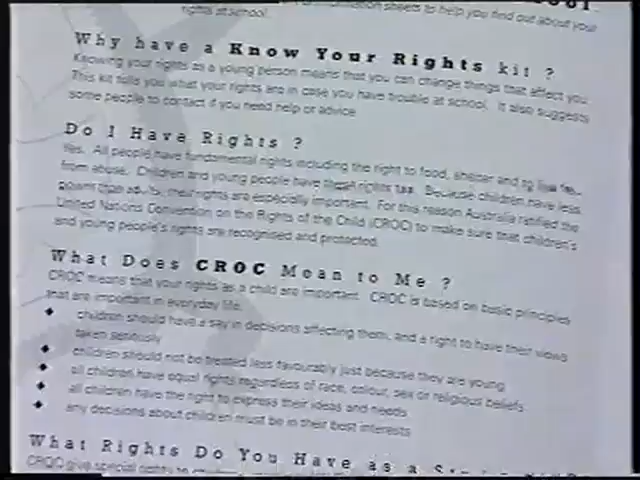 information sheets to help you find out about your
rights at school.
Why have a Know Your Rights kit ?
Knowing your rights as a young person means that you can change things that affect you.
This kit tells you what your rights are in case you have trouble at school. It also suggests
some people to contact if you need help or advice.
Do I Have Rights ?
Yes. All people have fundamental rights including the right to food, shelter and to live free
from abuse. Children and young people have these rights too. Because children have less
power than adults, their rights are especially important. For this reason Australia ratified the
United Nations Convention on the Rights of the Child (CROC) to make sure that children's
and young people's rights are recognised and protected.
What Does CROC Mean to Me ?
CROC means that your rights as a child are important. CROC is based on basic principles
that are important in everyday life.
◆ children should have a say in decisions affecting them, and a right to have their views
taken seriously
◆ children should not be treated less favourably just because they are young
◆ all children have equal rights regardless of race, colour, sex or religious beliefs
◆ all children have the right to express their ideas and needs
◆ any decisions about children must be in their best interests
What Rights Do You Have as a
CROC give special rights to